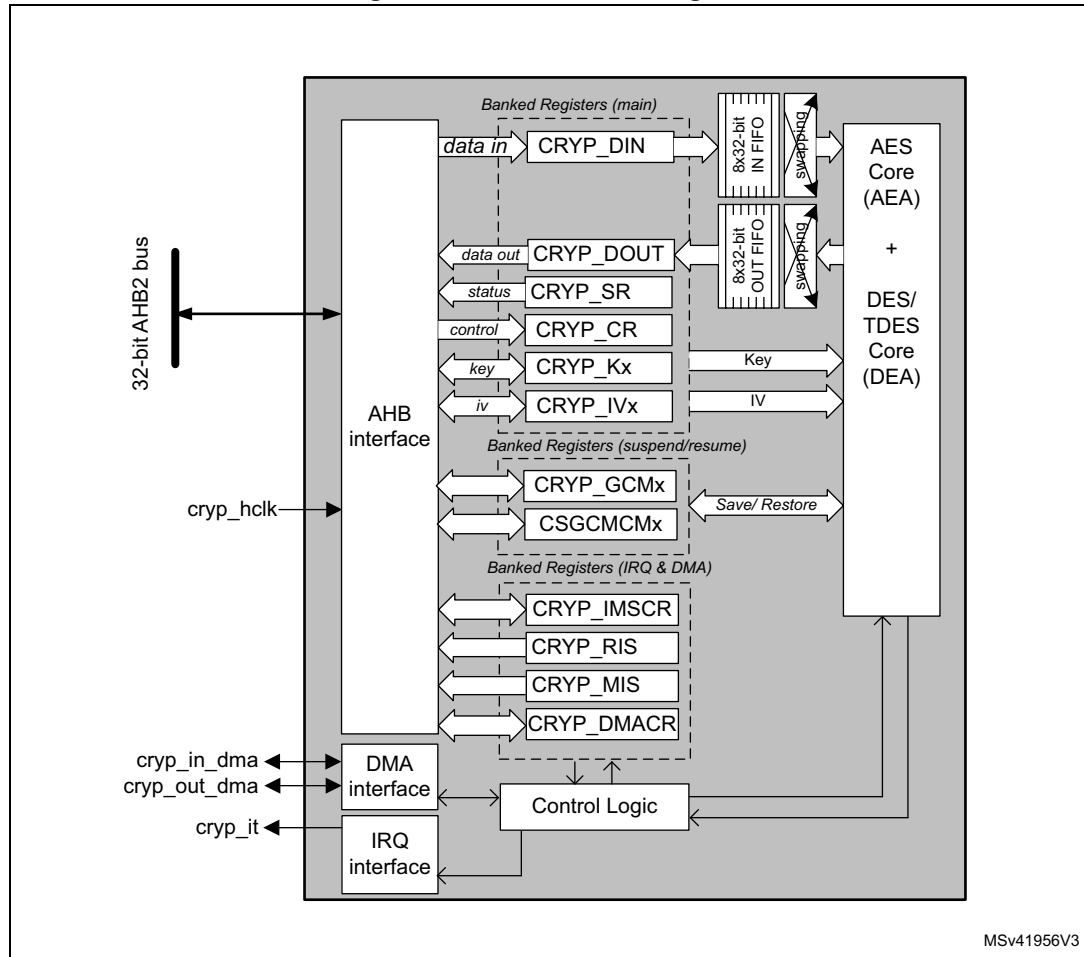 Banked Registers (main)
data in
CRYP_DIN
8x32-bit
IN FIFO
swapping
AES
Core
(AEA)
+
DES/
TDES
Core
(DEA)
data out
CRYP_DOUT
8x32-bit
OUT FIFO
swapping
status
CRYP_SR
control
CRYP_CR
key
CRYP_Kx
Key
iv
CRYP_IVx
IV
32-bit AHB2 bus
AHB
interface
Banked Registers (suspend/resume)
CRYP_GCMx
Save/ Restore
cryp_hclk
CSGCMCMx
Banked Registers (IRQ & DMA)
CRYP_IMSCR
CRYP_RIS
CRYP_MIS
CRYP_DMACR
cryp_in_dma
cryp_out_dma
DMA
interface
Control Logic
cryp_it
IRQ
interface
MSv41956V3